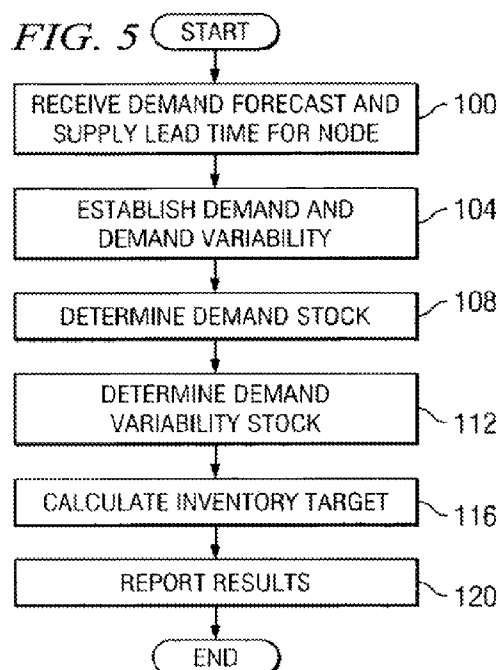 FIG. 5
START
RECEIVE DEMAND FORECAST AND
SUPPLY LEAD TIME FOR NODE
100
ESTABLISH DEMAND AND
DEMAND VARIABILITY
104
DETERMINE DEMAND STOCK
108
DETERMINE DEMAND
VARIABILITY STOCK
112
CALCULATE INVENTORY TARGET
116
REPORT RESULTS
120
END